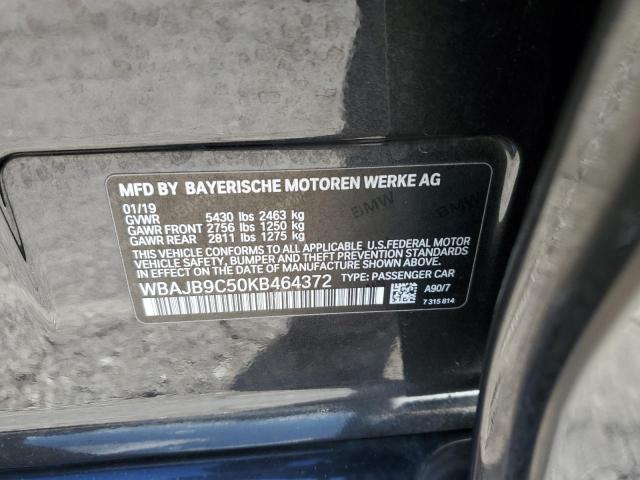 MFD BY BAYERISCHE MOTOREN WERKE AG
01/19
GVWR 5430 lbs 2463 kg
GAWR FRONT 2756 lbs 1250 kg
GAWR REAR 2811 lbs 1275 kg
THIS VEHICLE CONFORMS TO ALL APPLICABLE U.S.FEDERAL MOTOR
VEHICLE SAFETY, BUMPER AND THEFT PREVENTION STANDARDS IN
EFFECT ON THE DATE OF MANUFACTURE SHOWN ABOVE.
WBAJB9C50KB464372 TYPE: PASSENGER CAR
A90/7
7 315 814
BMW
BMW